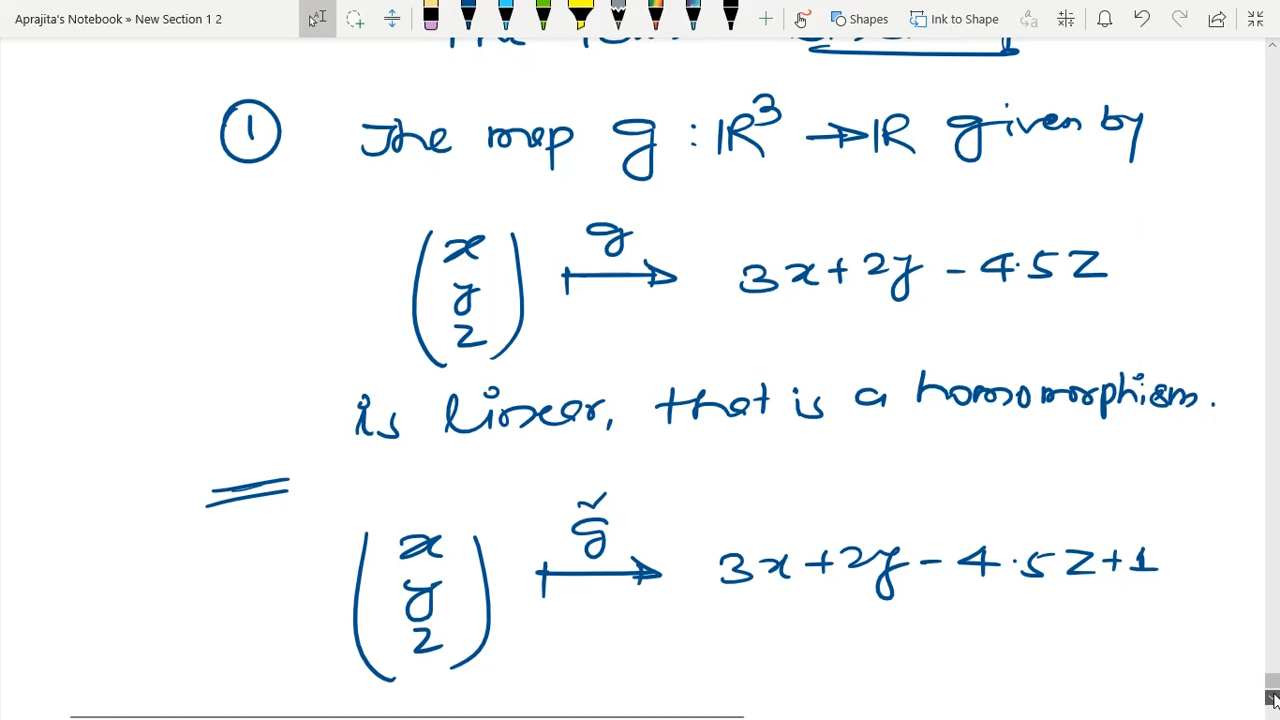 Aprajita's Notebook » New Section 1 2
Shapes
Ink to Shape
① The map g : ℝ³ → ℝ given by
(x y z) g ↦ 3x + 2y - 4.5z
is linear, that is a homomorphism.
(x y z) ğ ↦ 3x + 2y - 4.5z + 1